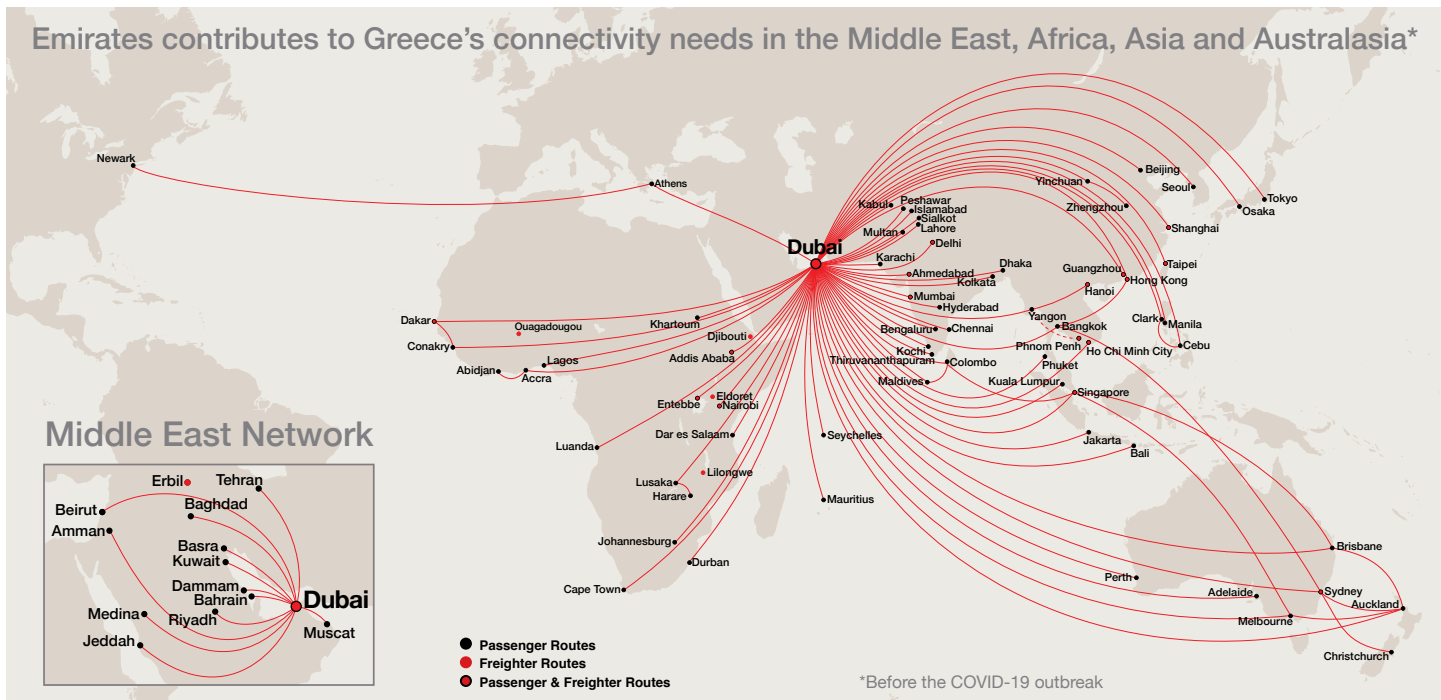 Emirates contributes to Greece's connectivity needs in the Middle East, Africa, Asia and Australasia*
Newark
Athens
Dubai
Kabul
Peshawar
Islamabad
Sialkot
Lahore
Multan
Delhi
Karachi
Ahmedabad
Dhaka
Kolkata
Mumbai
Hyderabad
Bengaluru
Chennai
Kochi
Thiruvananthapuram
Colombo
Maldives
Beijing
Yinchuan
Seoul
Zhengzhou
Tokyo
Osaka
Shanghai
Taipei
Guangzhou
Hong Kong
Hanoi
Yangon
Bangkok
Clark
Manila
Cebu
Phnom Penh
Ho Chi Minh City
Phuket
Kuala Lumpur
Singapore
Jakarta
Bali
Dakar
Conakry
Ouagadougou
Khartoum
Djibouti
Addis Ababa
Lagos
Abidjan
Accra
Entebbe
Eldoret
Nairobi
Dar es Salaam
Seychelles
Luanda
Lusaka
Lilongwe
Harare
Mauritius
Johannesburg
Durban
Cape Town
Perth
Adelaide
Melbourne
Brisbane
Sydney
Auckland
Christchurch
Middle East Network
Erbil
Tehran
Beirut
Baghdad
Amman
Basra
Kuwait
Dammam
Bahrain
Dubai
Medina
Riyadh
Muscat
Jeddah
Passenger Routes
Freighter Routes
Passenger & Freighter Routes
*Before the COVID-19 outbreak